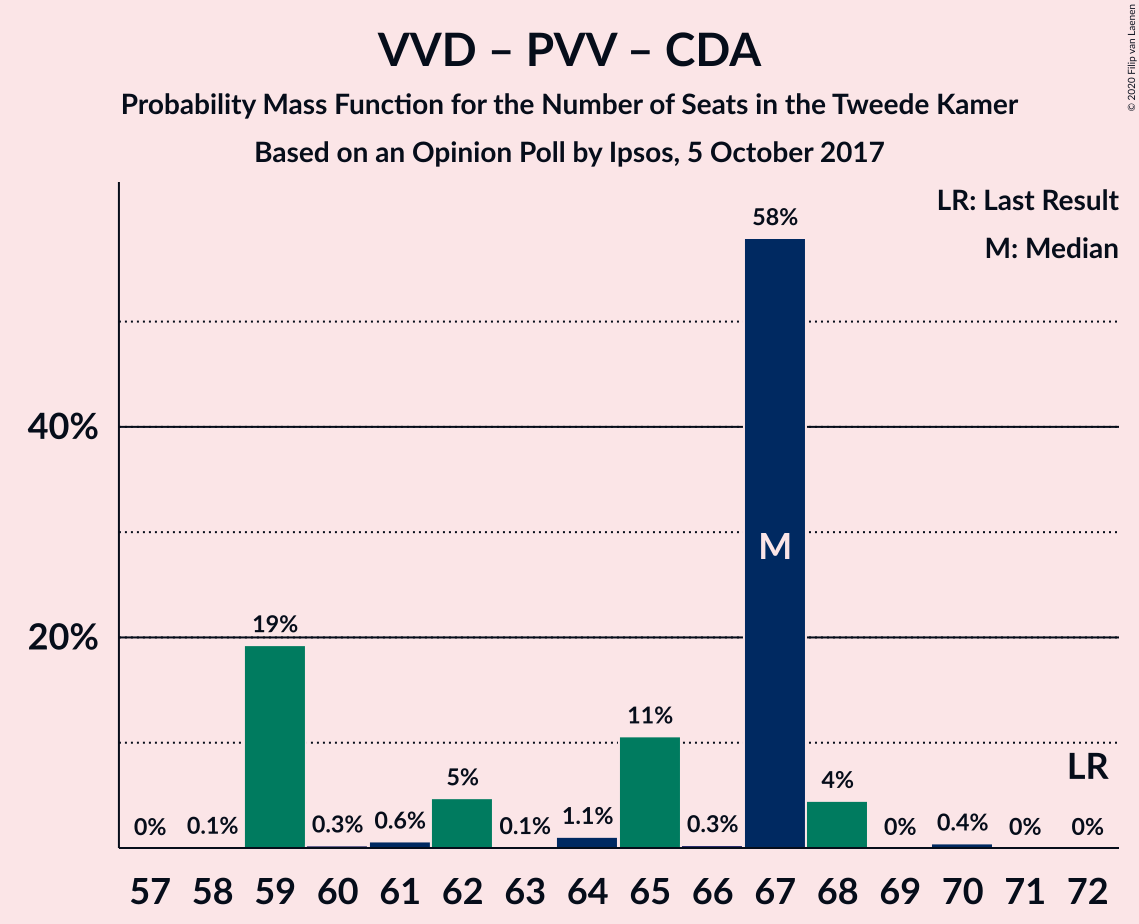 VVD – PVV – CDA
Probability Mass Function for the Number of Seats in the Tweede Kamer
Based on an Opinion Poll by Ipsos, 5 October 2017
© 2020 Filip van Laenen
LR: Last Result
M: Median
40%
20%
0%
0.1%
19%
0.3%
0.6%
5%
0.1%
1.1%
11%
0.3%
58%
M
4%
0%
0.4%
0%
0%
LR
57 58 59 60 61 62 63 64 65 66 67 68 69 70 71 72